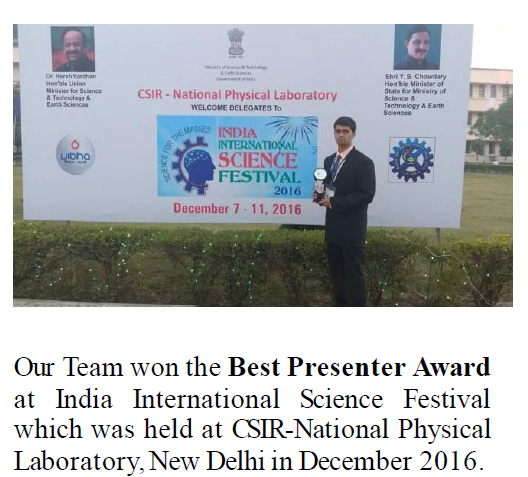 Dr. HarshVardhan
Hon'ble Union
Minister for Science
& Technology &
Earth Sciences
Ministry of Science & Technology
& Earth Sciences
Government of India
CSIR - National Physical Laboratory
WELCOME DELEGATES To
Shri Y. S. Chowdary
Hon'ble Minister of
State for Ministry of
Science &
Technology & Earth
Sciences
vibha
SCIENCE FOR THE MASSES
INDIA
INTERNATIONAL
SCIENCE
FESTIVAL
2016
December 7 - 11, 2016
Our Team won the Best Presenter Award
at India International Science Festival
which was held at CSIR-National Physical
Laboratory, New Delhi in December 2016.